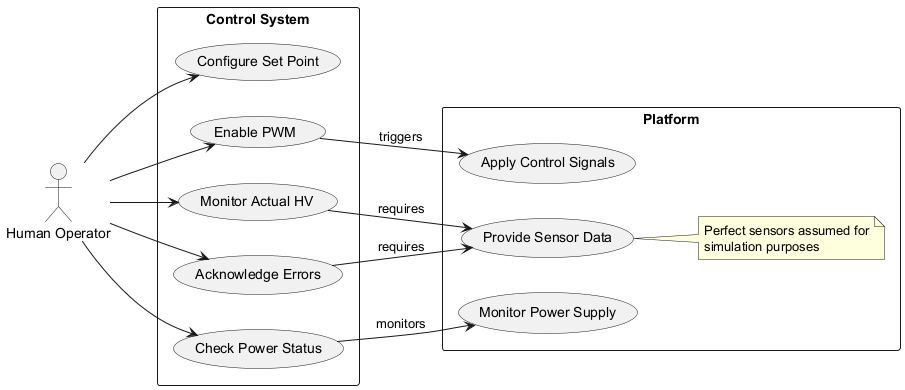 Control System
Configure Set Point
Enable PWM
Monitor Actual HV
Acknowledge Errors
Check Power Status
Human Operator
triggers
requires
requires
monitors
Platform
Apply Control Signals
Provide Sensor Data
Monitor Power Supply
Perfect sensors assumed for
simulation purposes